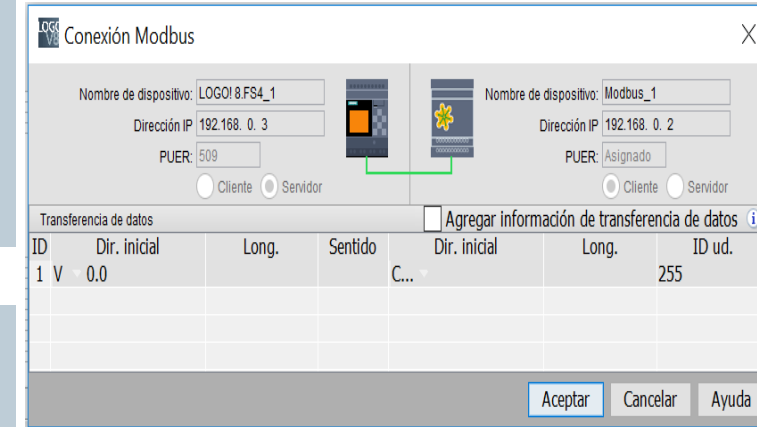 LOGO V8 Conexión Modbus
Nombre de dispositivo: LOGO! 8.FS4_1
Dirección IP 192.168. 0. 3
PUER: 509
Cliente Servidor
Nombre de dispositivo: Modbus_1
Dirección IP 192.168. 0. 2
PUER: Asignado
Cliente Servidor
Transferencia de datos
Agregar información de transferencia de datos
ID Dir. inicial Long. Sentido Dir. inicial Long. ID ud.
1 V 0.0 C... 255
Aceptar Cancelar Ayuda